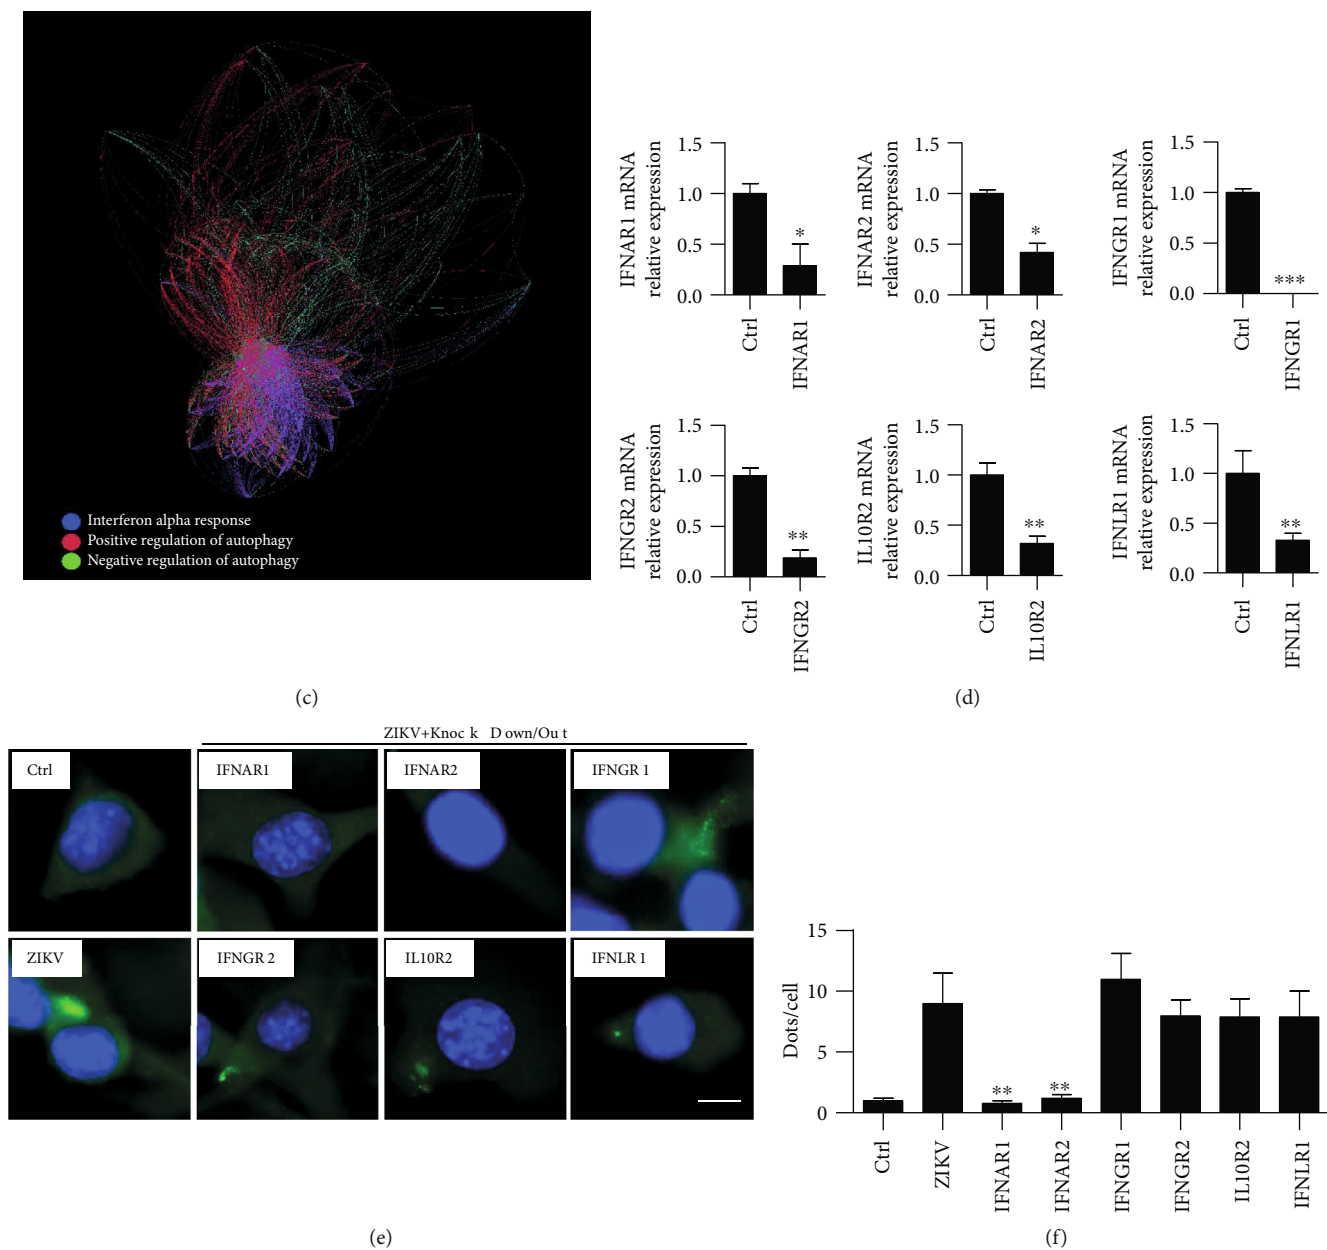 Interferon alpha response
Positive regulation of autophagy
Negative regulation of autophagy
(c)
IFNAR1 mRNA
relative expression
1.5
1.0
0.5
0.0
*
Ctrl
IFNAR1
IFNAR2 mRNA
relative expression
1.5
1.0
0.5
0.0
*
Ctrl
IFNAR2
IFNGR1 mRNA
relative expression
1.5
1.0
0.5
0.0
***
Ctrl
IFNGR1
IFNGR2 mRNA
relative expression
1.5
1.0
0.5
0.0
**
Ctrl
IFNGR2
IL10R2 mRNA
relative expression
1.5
1.0
0.5
0.0
**
Ctrl
IL10R2
IFNLR1 mRNA
relative expression
1.5
1.0
0.5
0.0
**
Ctrl
IFNLR1
(d)
ZIKV+Knoc k D own/Ou t
Ctrl
IFNAR1
IFNAR2
IFNGR 1
ZIKV
IFNGR 2
IL10R2
IFNLR 1
(e)
Dots/cell
15
10
5
0
**
**
Ctrl
ZIKV
IFNAR1
IFNAR2
IFNGR1
IFNGR2
IL10R2
IFNLR1
(f)